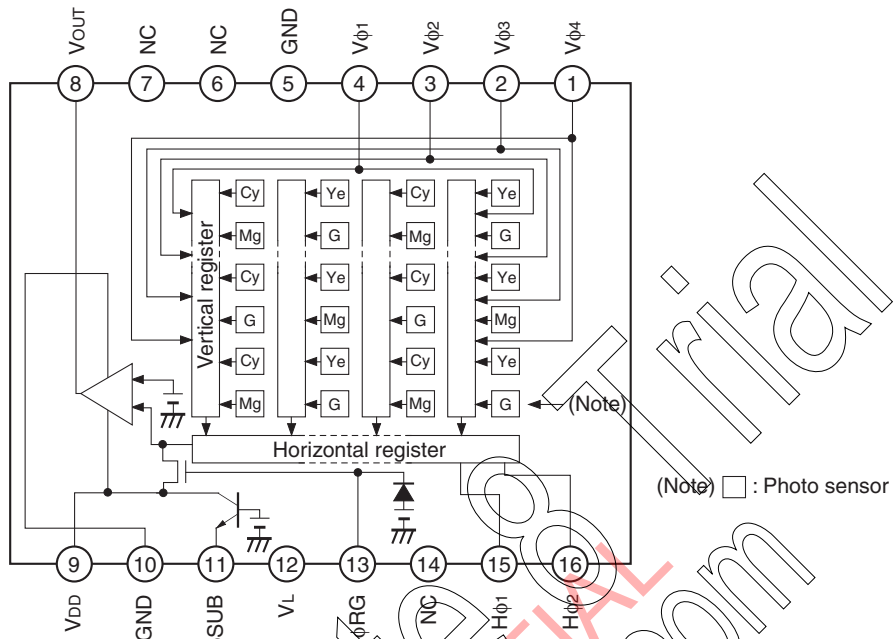 VOUT NC NC GND Vφ1 Vφ2 Vφ3 Vφ4
8 7 6 5 4 3 2 1
Cy Ye Cy Ye
Mg G Mg G
Cy Ye Cy Ye
G Mg G Mg
Cy Ye Cy Ye
Mg G Mg G
Vertical register
(Note)
Horizontal register
(Note) : Photo sensor
9 10 11 12 13 14 15 16
VDD GND SUB VL φRG NC Hφ1 Hφ2
Trial
TIAL
com